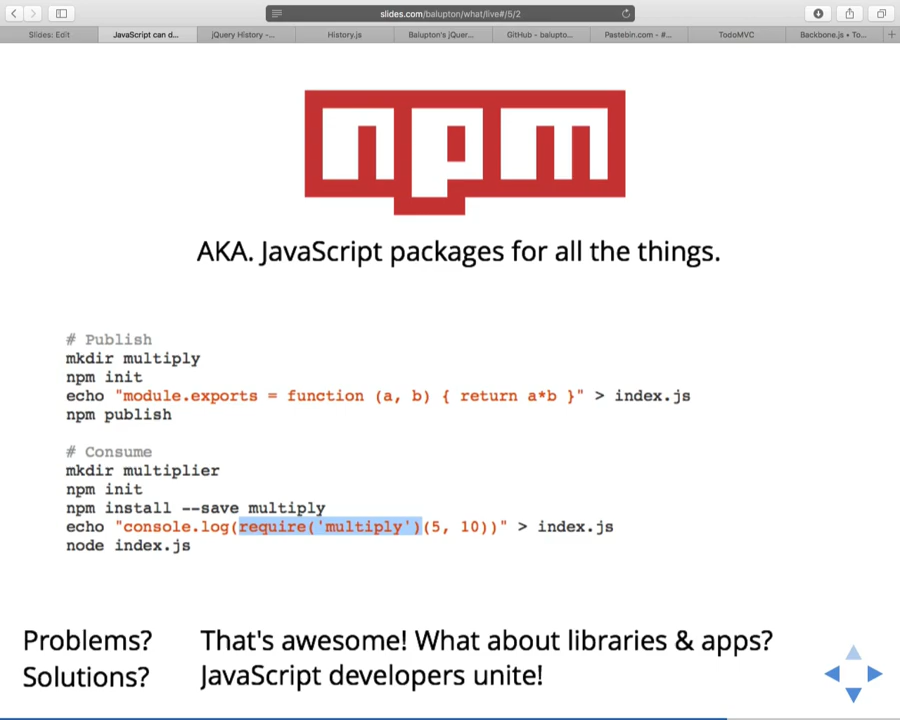 slides.com/balupton/what/live#/5/2
Slides: Edit
JavaScript can d...
jQuery History -...
History.js
Balupton's jQuer...
GitHub - balupto...
Pastebin.com - #...
TodoMVC
Backbone.js • To...
npm
AKA. JavaScript packages for all the things.
# Publish
mkdir multiply
npm init
echo "module.exports = function (a, b) { return a*b }" > index.js
npm publish
# Consume
mkdir multiplier
npm init
npm install --save multiply
echo "console.log(require('multiply')(5, 10))" > index.js
node index.js
Problems? That's awesome! What about libraries & apps?
Solutions? JavaScript developers unite!